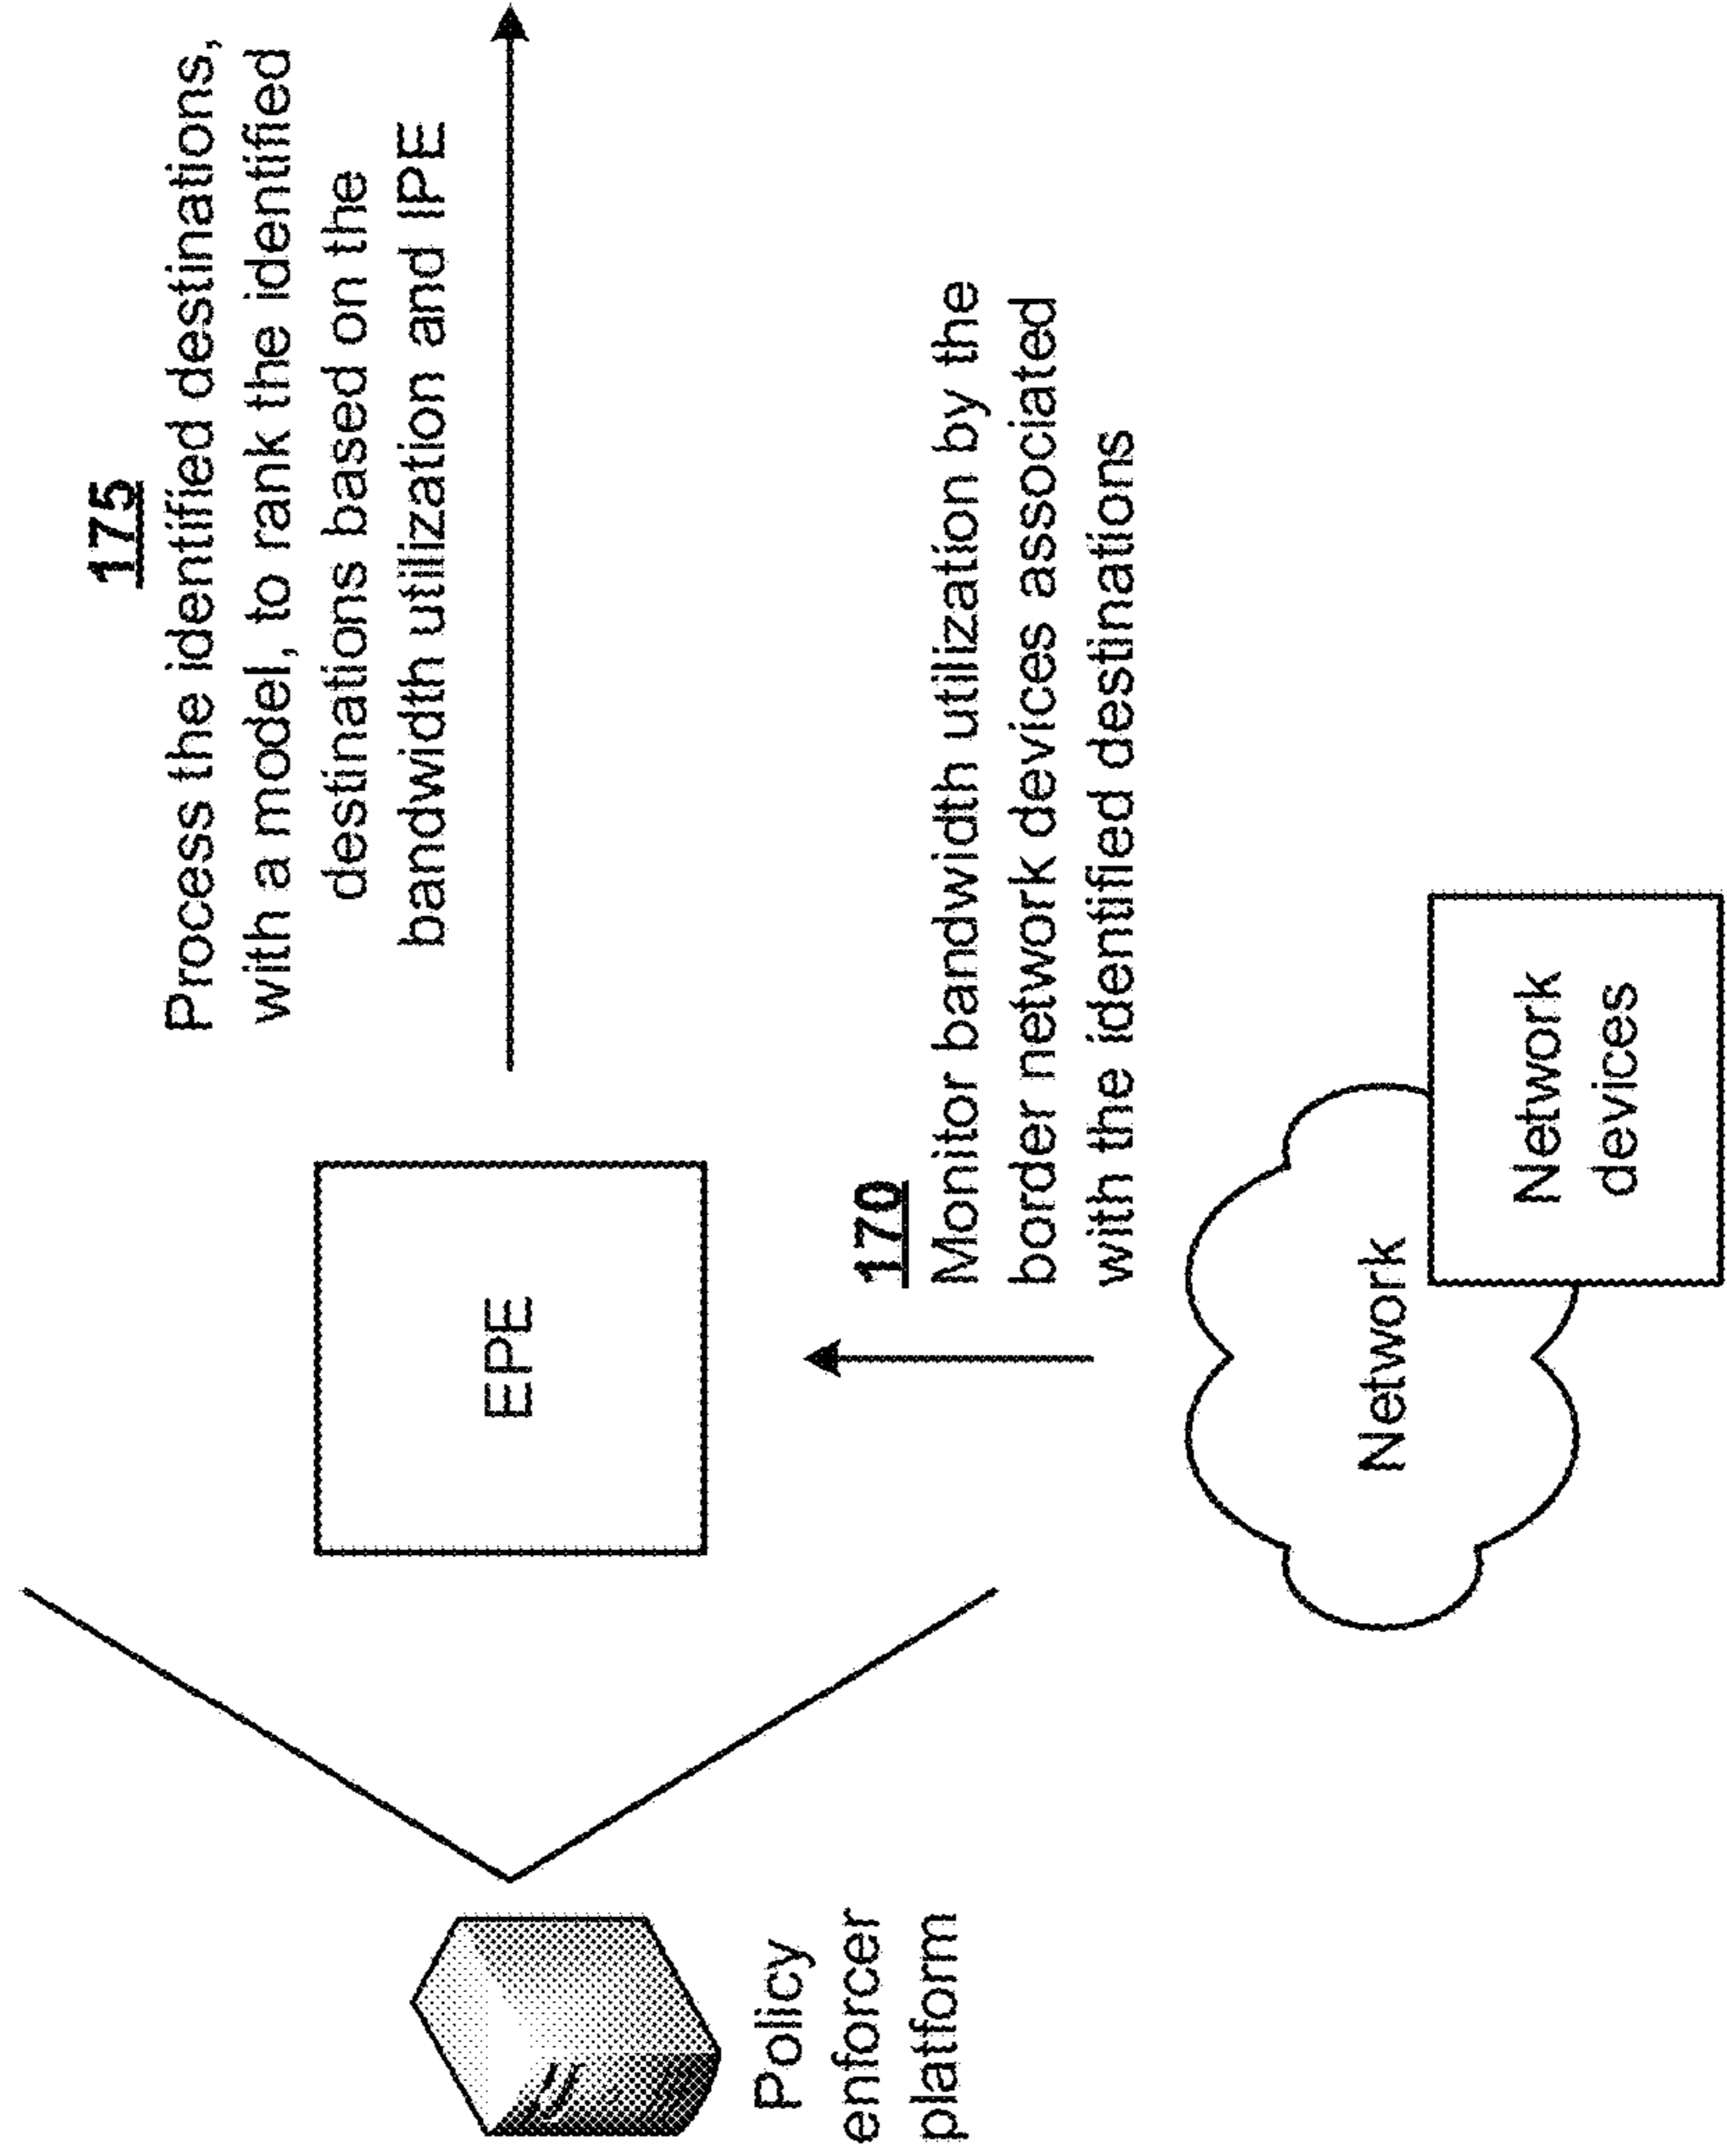 175
Process the identified destinations,
with a model, to rank the identified
destinations based on the
bandwidth utilization and IPE
EPE
170
Monitor bandwidth utilization by the
border network devices associated
with the identified destinations
Policy
enforcer
platform
Network
Network
devices